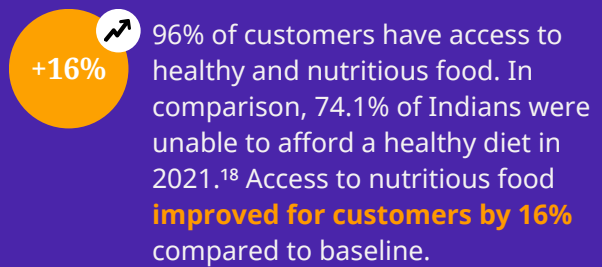 +16%
96% of customers have access to
healthy and nutritious food. In
comparison, 74.1% of Indians were
unable to afford a healthy diet in
2021.¹⁸ Access to nutritious food
improved for customers by 16%
compared to baseline.